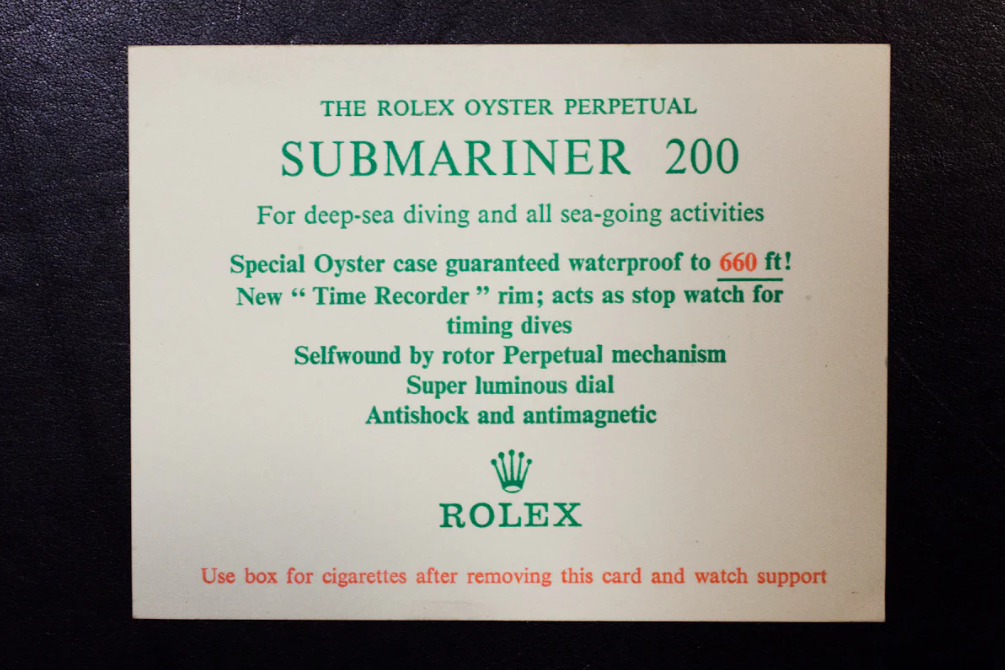 THE ROLEX OYSTER PERPETUAL
SUBMARINER 200
For deep-sea diving and all sea-going activities
Special Oyster case guaranteed waterproof to 660 ft!
New “ Time Recorder ” rim; acts as stop watch for
timing dives
Selfwound by rotor Perpetual mechanism
Super luminous dial
Antishock and antimagnetic
ROLEX
Use box for cigarettes after removing this card and watch support